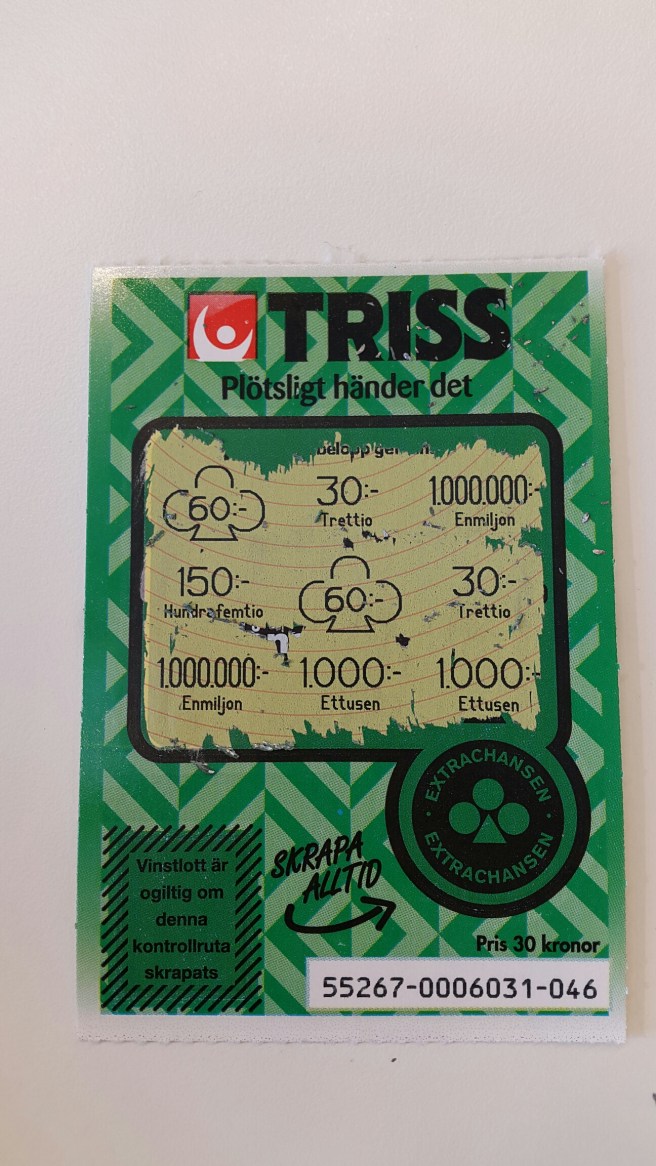 TRISS
Plötsligt händer det
belopp
60:- 30:- 1.000.000:-
Trettio Enmiljon
150:- 60:- 30:-
Hundrafemtio Trettio
1.000.000:- 1.000:- 1.000:-
Enmiljon Ettusen Ettusen
EXTRACHANSEN
EXTRACHANSEN
SKRAPA
ALLTID
Vinstlott är
ogiltig om
denna
kontrollruta
skrapats
Pris 30 kronor
55267-0006031-046